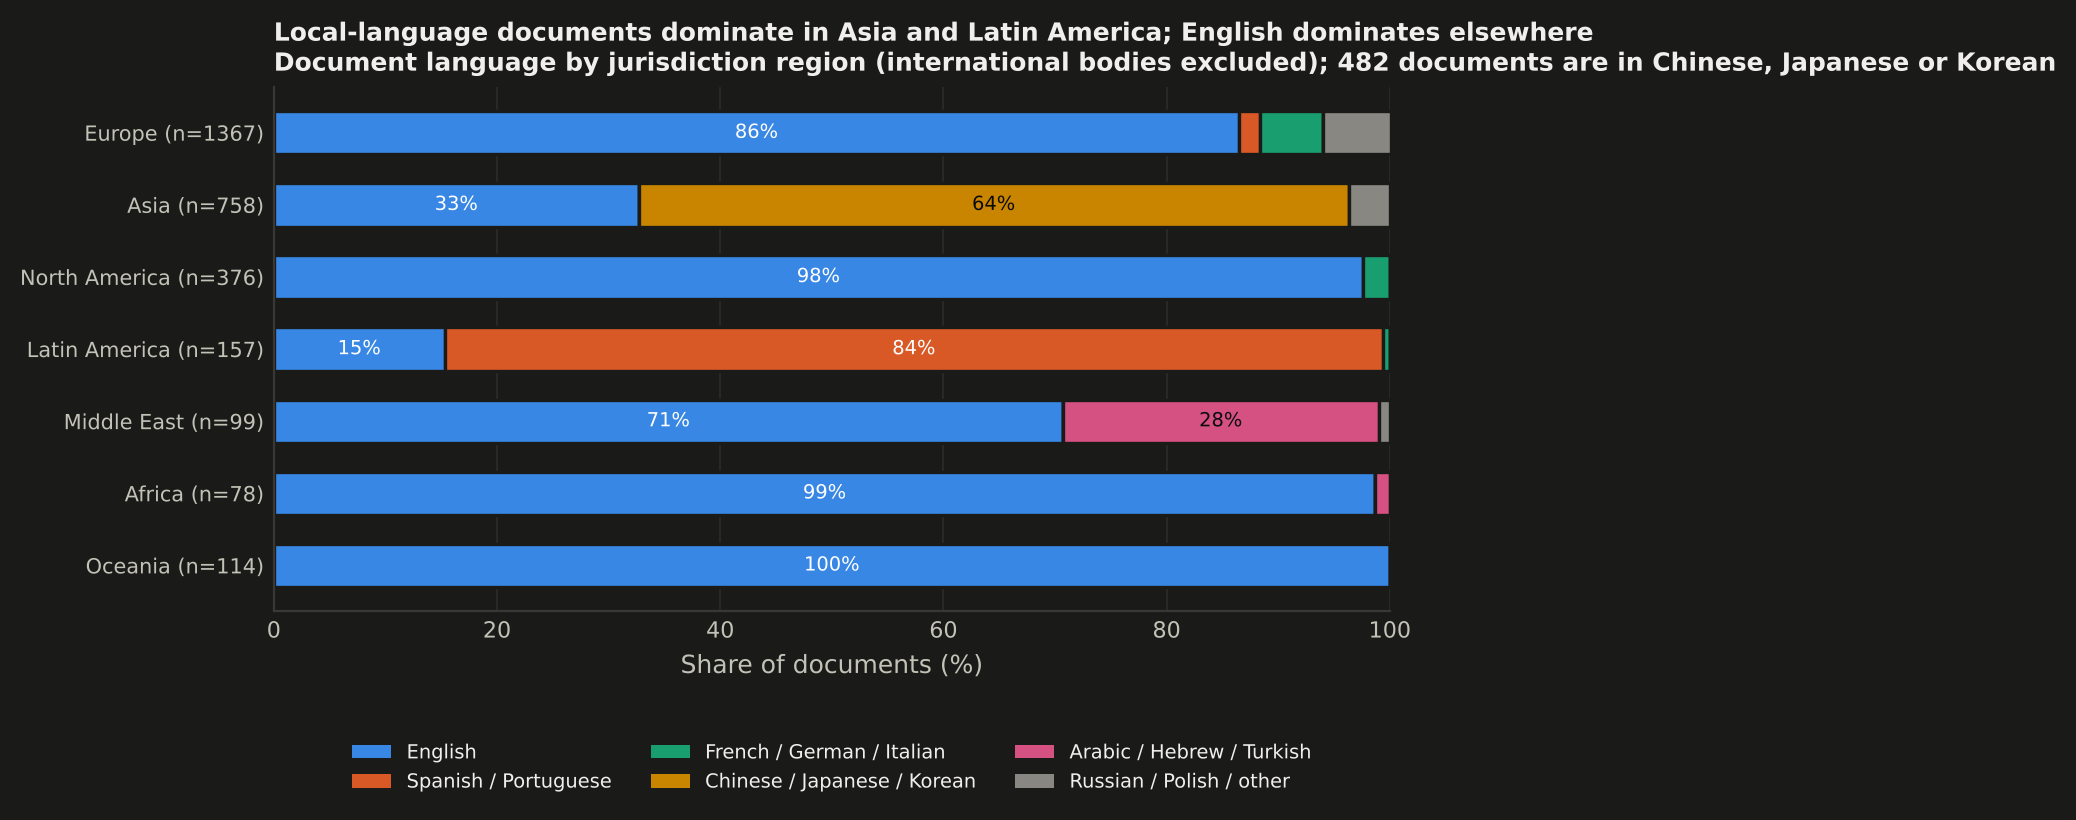 Local-language documents dominate in Asia and Latin America; English dominates elsewhere
Document language by jurisdiction region (international bodies excluded); 482 documents are in Chinese, Japanese or Korean
Europe (n=1367)
86%
Asia (n=758)
33%
64%
North America (n=376)
98%
Latin America (n=157)
15%
84%
Middle East (n=99)
71%
28%
Africa (n=78)
99%
Oceania (n=114)
100%
0
20
40
60
80
100
Share of documents (%)
English
French / German / Italian
Arabic / Hebrew / Turkish
Spanish / Portuguese
Chinese / Japanese / Korean
Russian / Polish / other